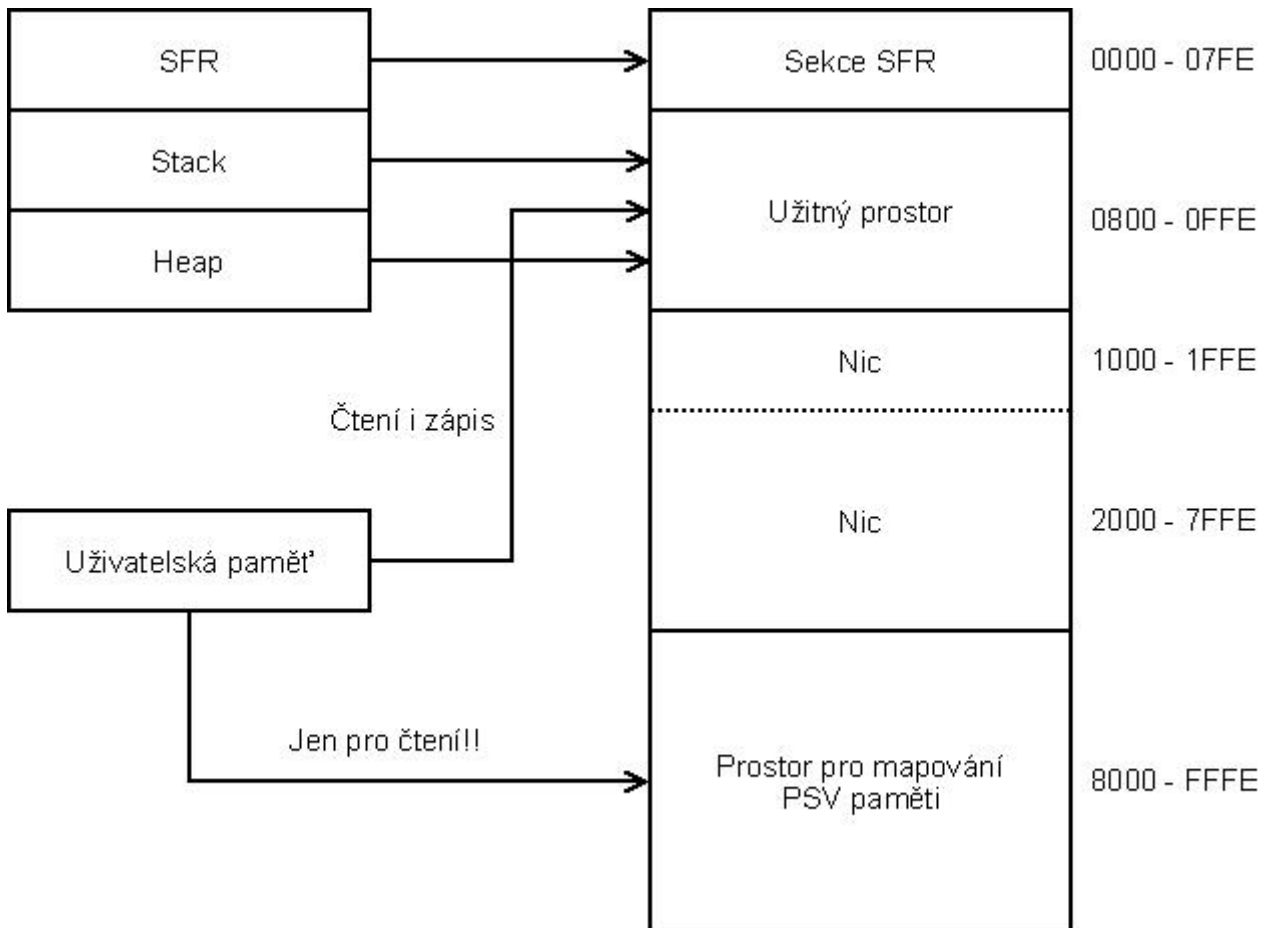 SFR
Sekce SFR
0000 - 07FE
Stack
Užitný prostor
0800 - 0FFE
Heap
Nic
1000 - 1FFE
Čtení i zápis
Nic
2000 - 7FFE
Uživatelská paměť
Jen pro čtení!!
Prostor pro mapování
PSV paměti
8000 - FFFE